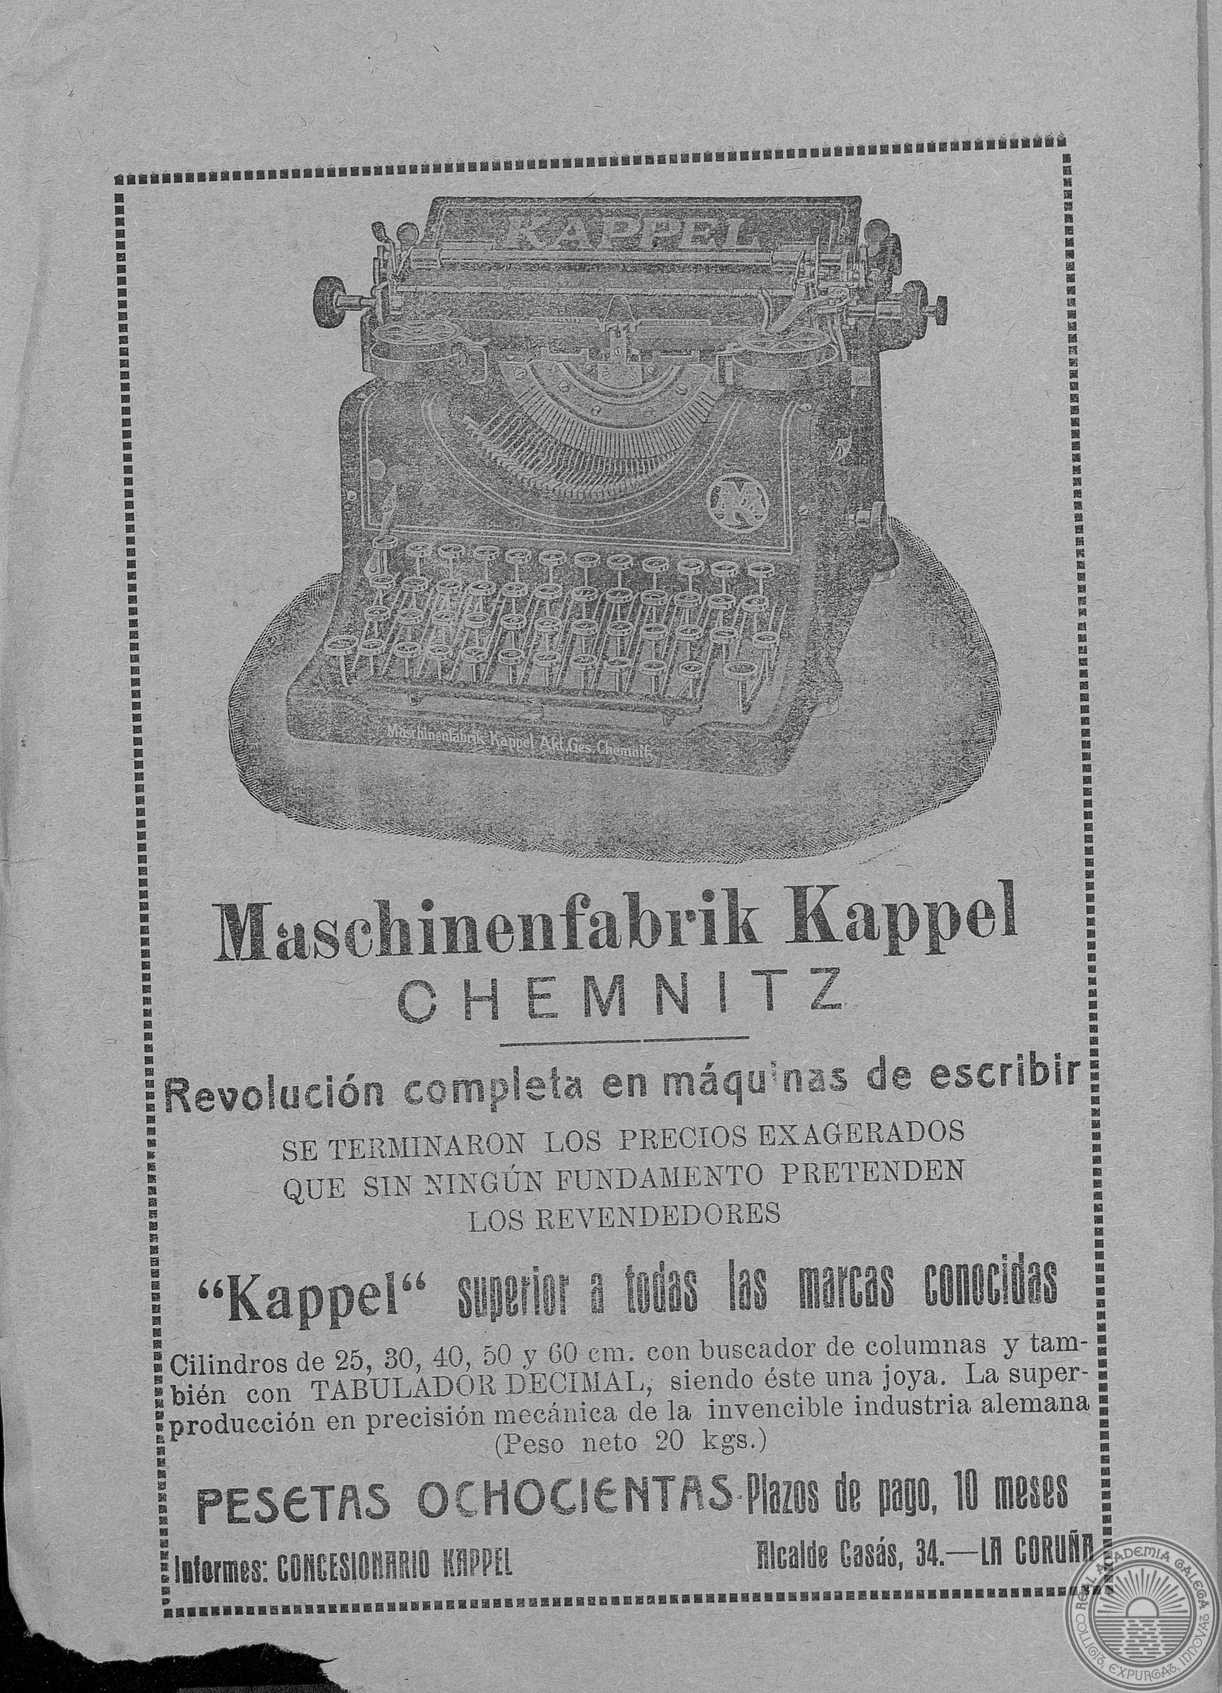 KAPPEL
Maschinenfabrik Kappel Akt. Ges. Chemnitz
Maschinenfabrik Kappel
CHEMNITZ
Revolución completa en máquinas de escribir
SE TERMINARON LOS PRECIOS EXAGERADOS
QUE SIN NINGÚN FUNDAMENTO PRETENDEN
LOS REVENDEDORES
“Kappel“ superior a todas las marcas conocidas
Cilindros de 25, 30, 40, 50 y 60 cm. con buscador de columnas y tam-
bién con TABULADOR DECIMAL, siendo éste una joya. La super-
producción en precisión mecánica de la invencible industria alemana
(Peso neto 20 kgs.)
PESETAS OCHOCIENTAS-Plazos de pago, 10 meses
Informes: CONCESIONARIO KAPPEL Alcalde Casás, 34.—LA CORUÑA
REAL ACADEMIA GALEGA
COLLIGIT, EXPURGAT, INNOVAT